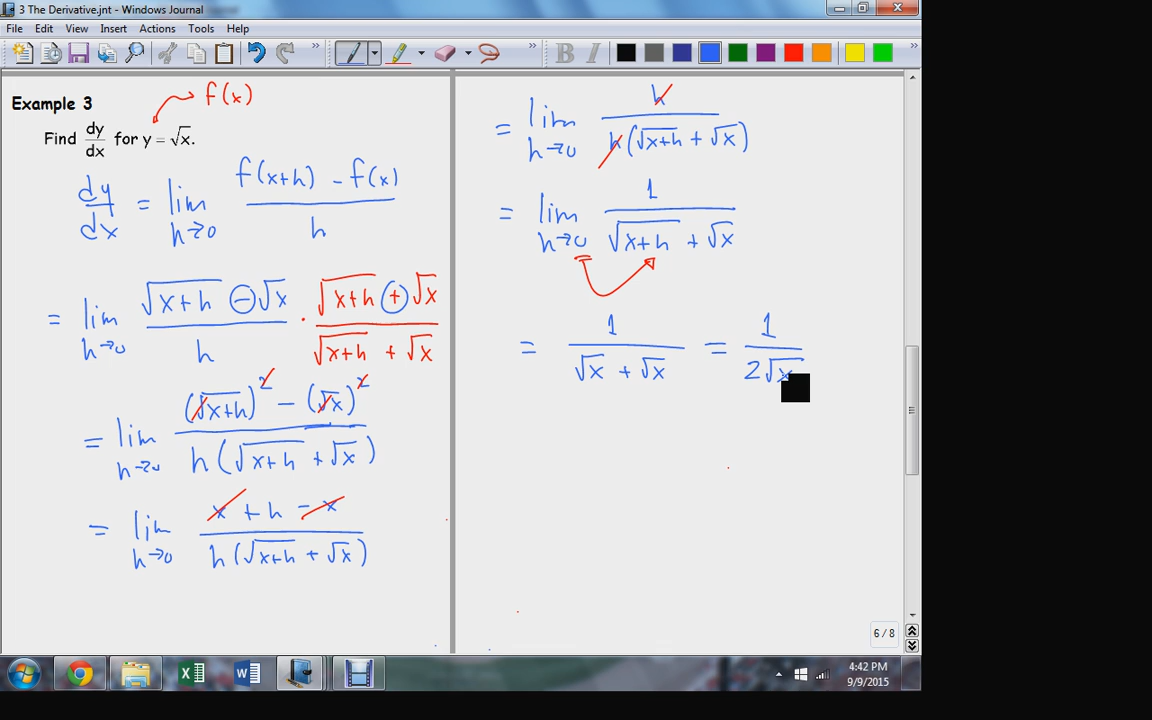 3 The Derivative.jnt - Windows Journal
File Edit View Insert Actions Tools Help
B I
Example 3
f(x)
Find dy/dx for y = √x.
dy/dx = lim h→0 (f(x+h) - f(x))/h
= lim h→0 (√(x+h) - √x)/h · (√(x+h) + √x)/(√(x+h) + √x)
= lim h→0 ((√(x+h))² - (√x)²)/(h(√(x+h) + √x))
= lim h→0 (x + h - x)/(h(√(x+h) + √x))
= lim h→0 h/(h(√(x+h) + √x))
= lim h→0 1/(√(x+h) + √x)
= 1/(√x + √x) = 1/(2√x)
6 / 8
4:42 PM
9/9/2015